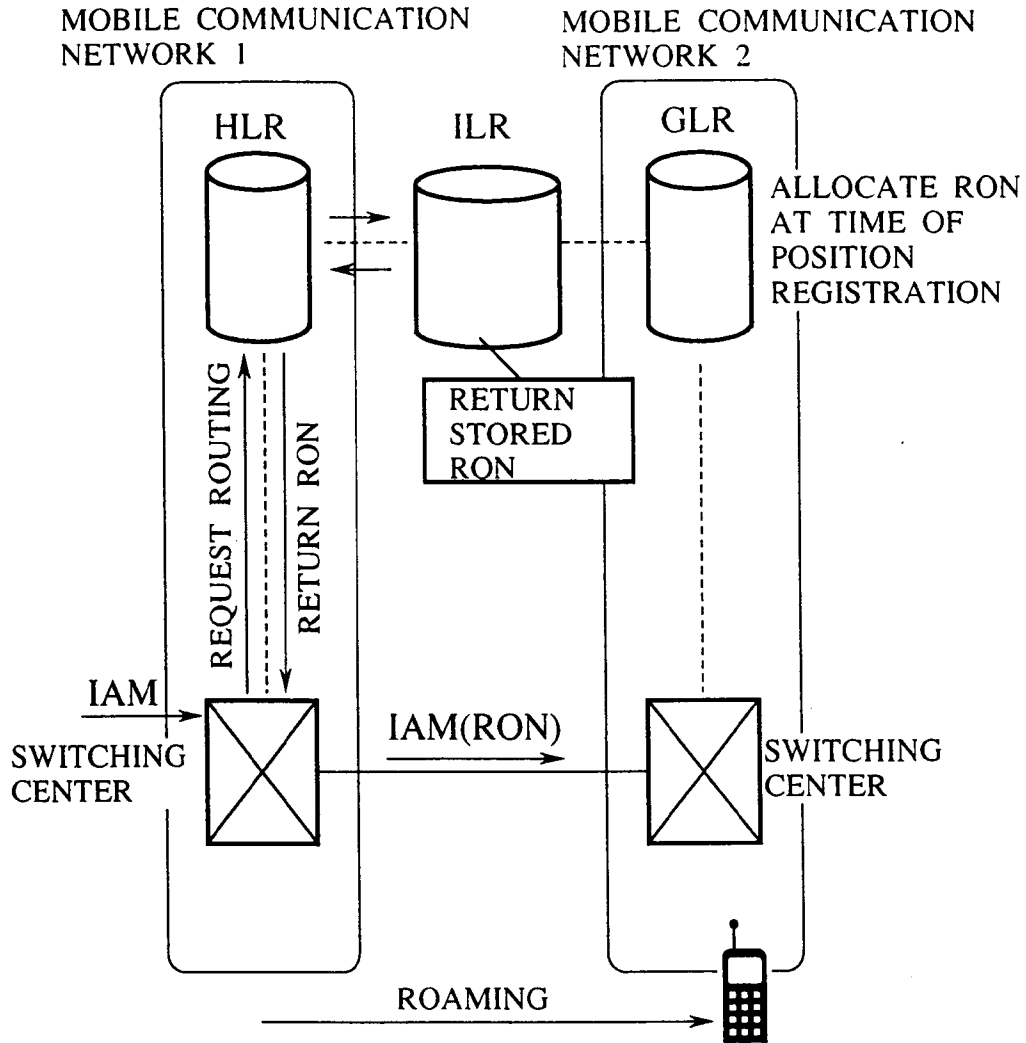 MOBILE COMMUNICATION
NETWORK 1
MOBILE COMMUNICATION
NETWORK 2
HLR
ILR
GLR
ALLOCATE RON
AT TIME OF
POSITION
REGISTRATION
RETURN
STORED
RON
REQUEST ROUTING
RETURN RON
IAM
SWITCHING
CENTER
IAM(RON)
SWITCHING
CENTER
ROAMING